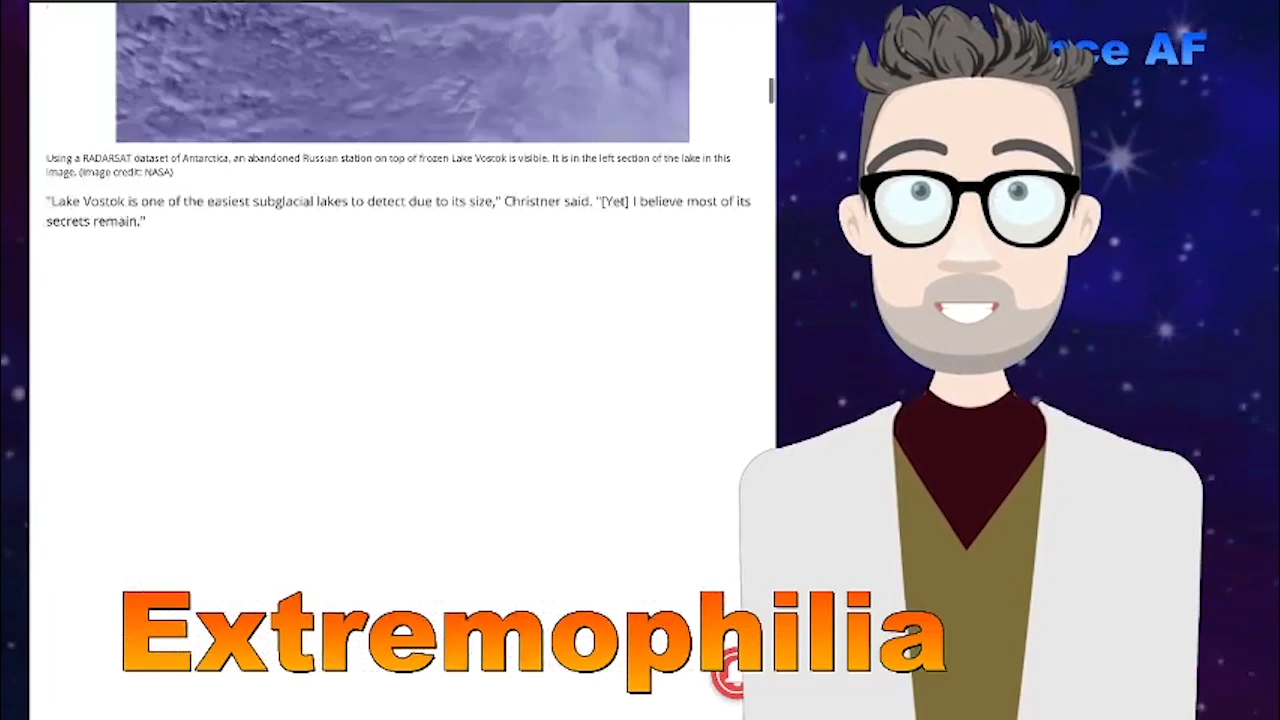 nce AF
Using a RADARSAT dataset of Antarctica, an abandoned Russian station on top of frozen Lake Vostok is visible. It is in the left section of the lake in this
image. (Image credit: NASA)
"Lake Vostok is one of the easiest subglacial lakes to detect due to its size," Christner said. "[Yet] I believe most of its
secrets remain."
Extremophilia